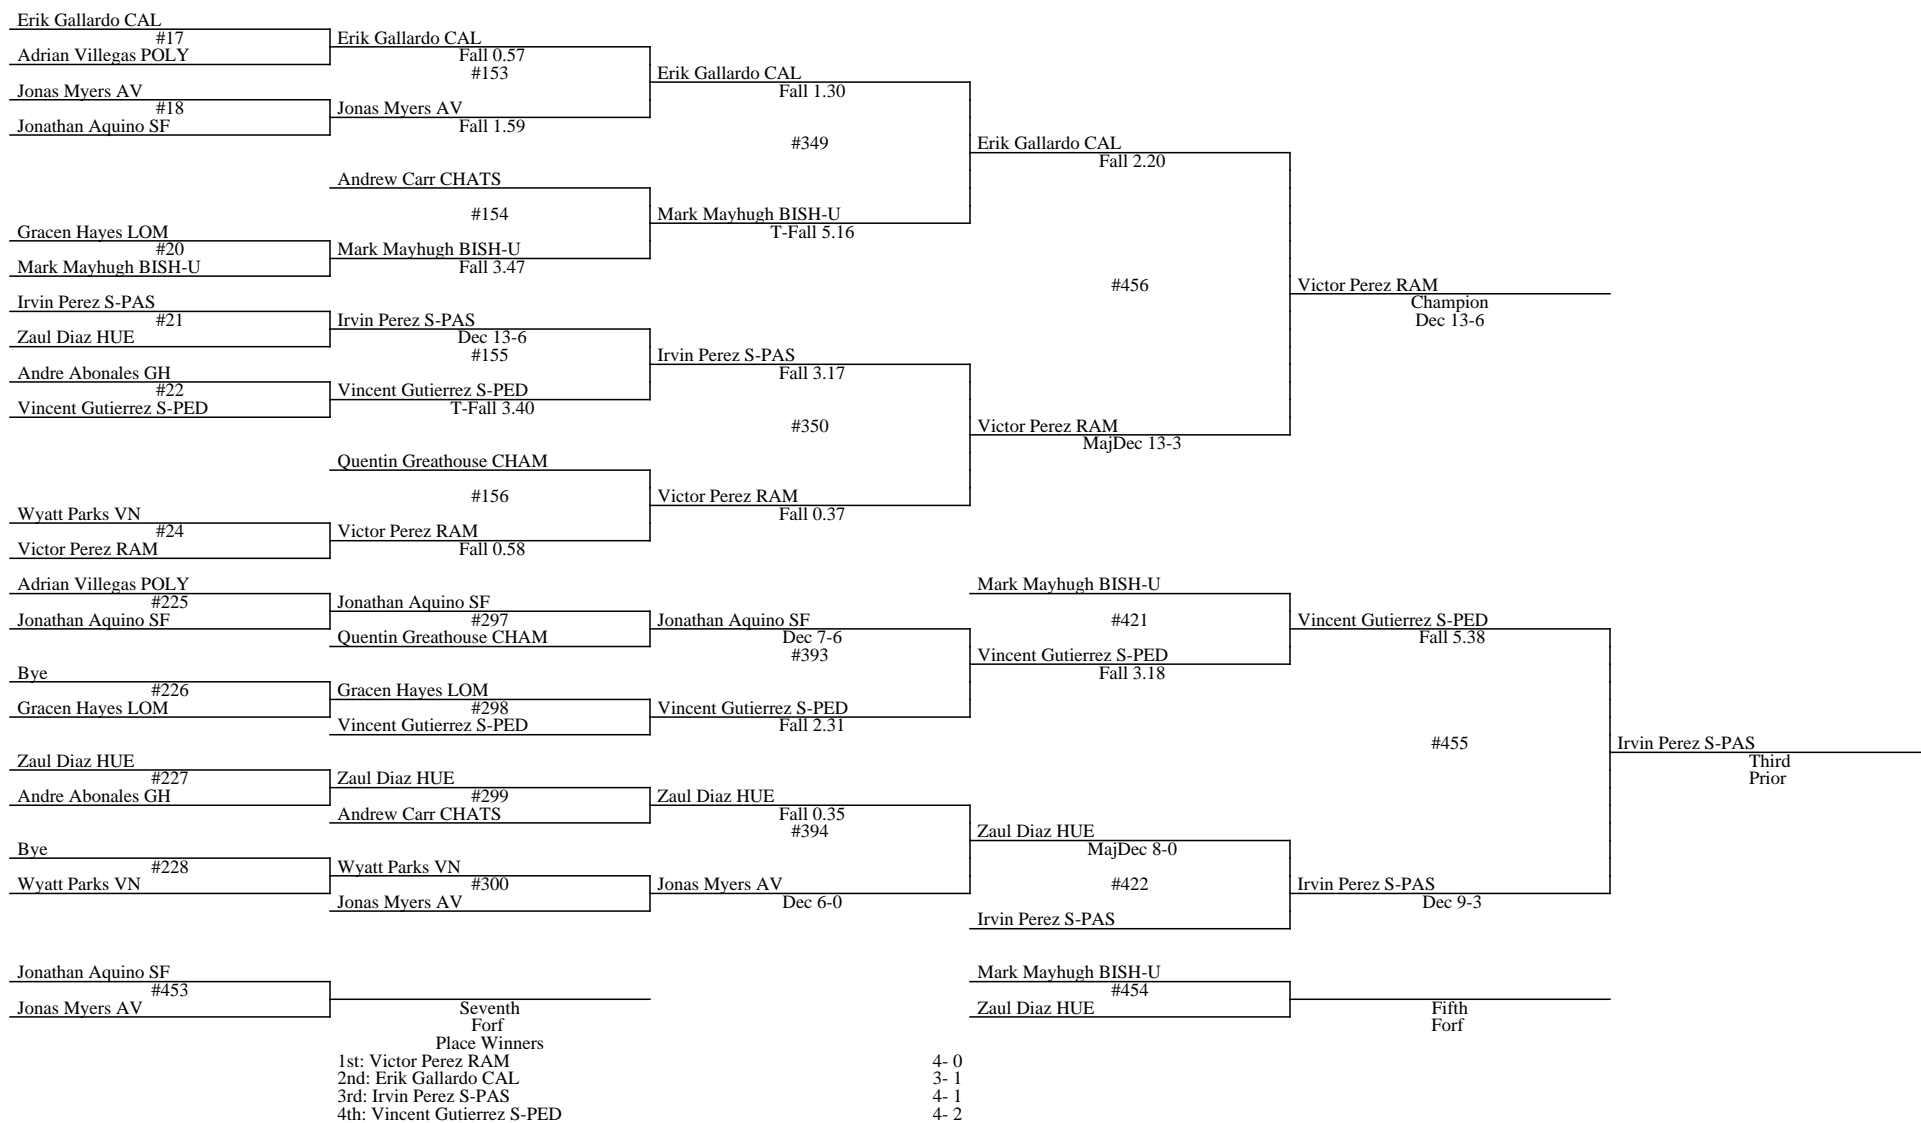 Erik Gallardo CAL
#17
Adrian Villegas POLY
Jonas Myers AV
#18
Jonathan Aquino SF
Gracen Hayes LOM
#20
Mark Mayhugh BISH-U
Irvin Perez S-PAS
#21
Zaul Diaz HUE
Andre Abonales GH
#22
Vincent Gutierrez S-PED
Wyatt Parks VN
#24
Victor Perez RAM
Erik Gallardo CAL
Fall 0.57
#153
Jonas Myers AV
Fall 1.59
Andrew Carr CHATS
#154
Mark Mayhugh BISH-U
Fall 3.47
Irvin Perez S-PAS
Dec 13-6
#155
Vincent Gutierrez S-PED
T-Fall 3.40
Quentin Greathouse CHAM
#156
Victor Perez RAM
Fall 0.58
Erik Gallardo CAL
Fall 1.30
#349
Mark Mayhugh BISH-U
T-Fall 5.16
Irvin Perez S-PAS
Fall 3.17
#350
Victor Perez RAM
Fall 0.37
Erik Gallardo CAL
Fall 2.20
#456
Victor Perez RAM
MajDec 13-3
Victor Perez RAM
Champion
Dec 13-6
Adrian Villegas POLY
#225
Jonathan Aquino SF
Bye
#226
Gracen Hayes LOM
Zaul Diaz HUE
#227
Andre Abonales GH
Bye
#228
Wyatt Parks VN
Jonathan Aquino SF
#297
Quentin Greathouse CHAM
Gracen Hayes LOM
#298
Vincent Gutierrez S-PED
Zaul Diaz HUE
#299
Andrew Carr CHATS
Wyatt Parks VN
#300
Jonas Myers AV
Jonathan Aquino SF
Dec 7-6
#393
Vincent Gutierrez S-PED
Fall 2.31
Zaul Diaz HUE
Fall 0.35
#394
Jonas Myers AV
Dec 6-0
Mark Mayhugh BISH-U
#421
Vincent Gutierrez S-PED
Fall 3.18
Zaul Diaz HUE
MajDec 8-0
#422
Irvin Perez S-PAS
Vincent Gutierrez S-PED
Fall 5.38
#455
Irvin Perez S-PAS
Dec 9-3
Irvin Perez S-PAS
Third
Prior
Jonathan Aquino SF
#453
Jonas Myers AV
Seventh
Forf
Mark Mayhugh BISH-U
#454
Zaul Diaz HUE
Fifth
Forf
Place Winners
1st: Victor Perez RAM 4- 0
2nd: Erik Gallardo CAL 3- 1
3rd: Irvin Perez S-PAS 4- 1
4th: Vincent Gutierrez S-PED 4- 2